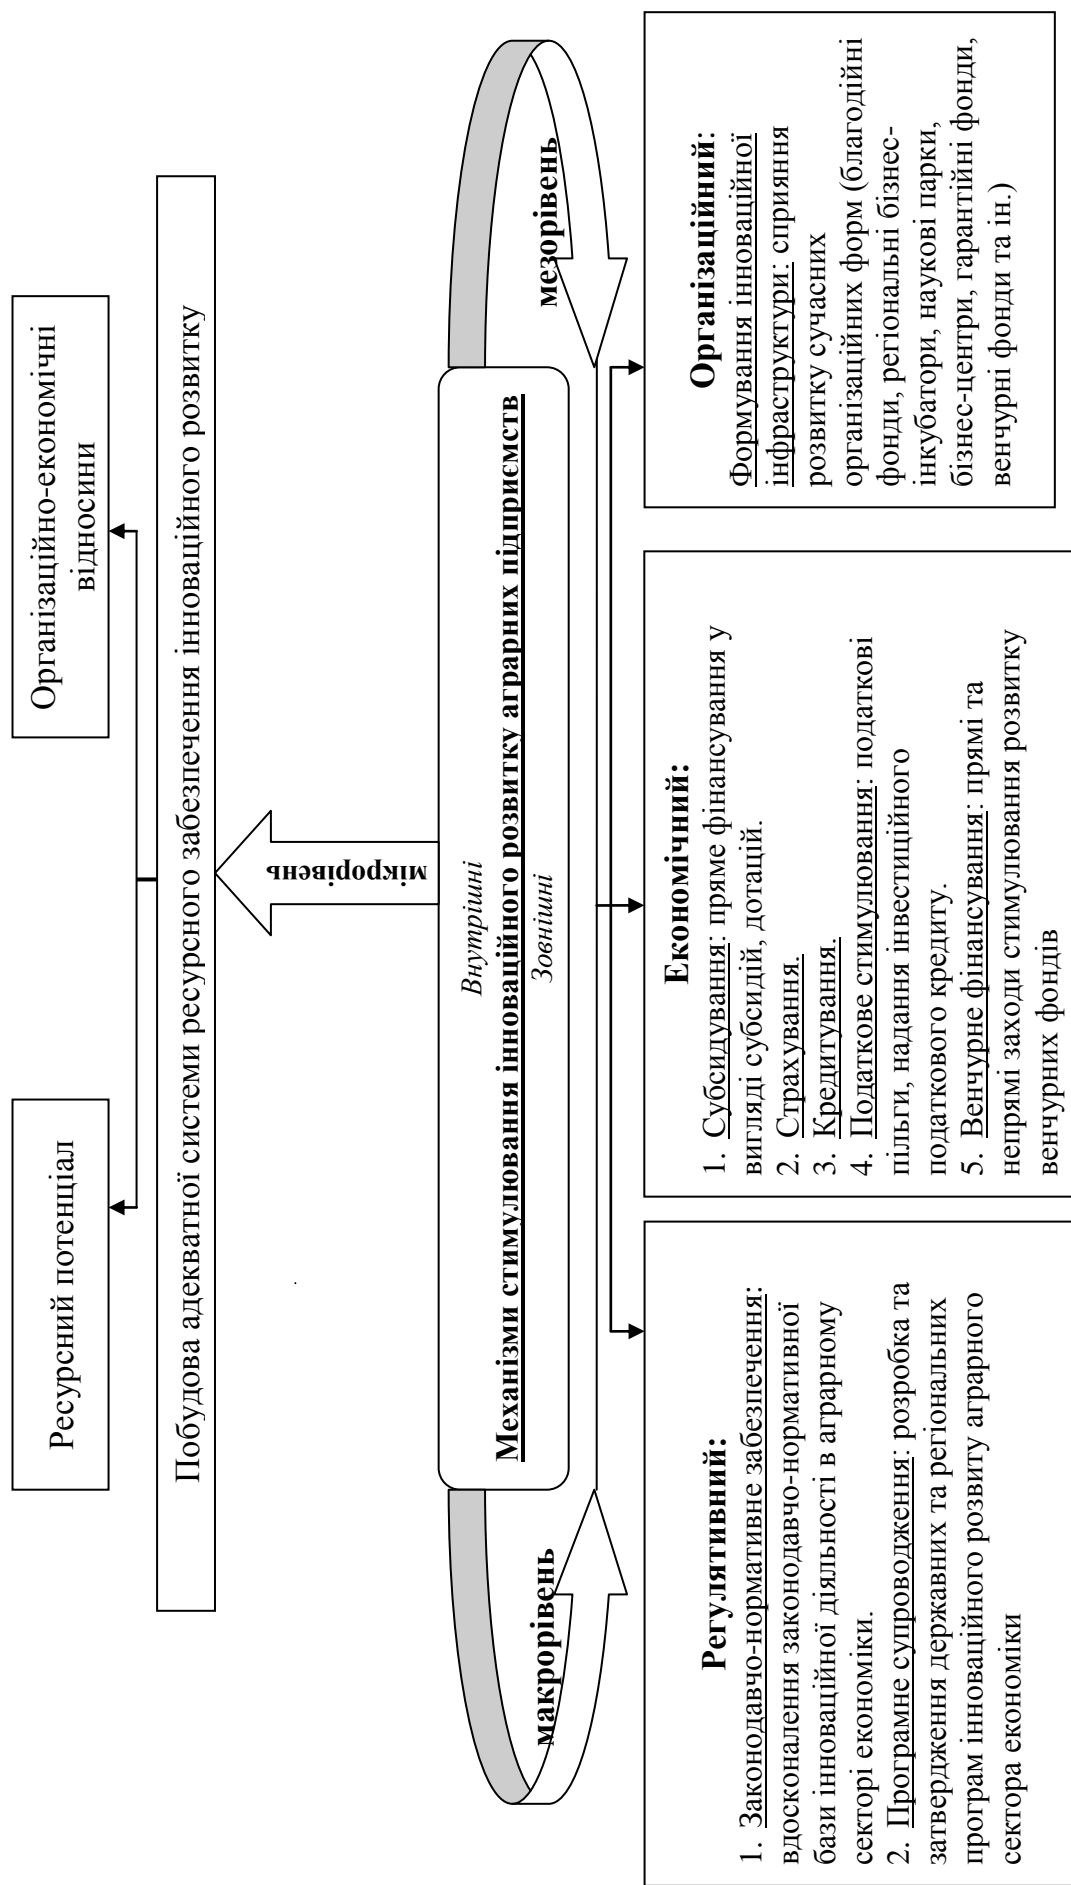 Ресурсний потенціал
Організаційно-економічні
відносини
Побудова адекватної системи ресурсного забезпечення інноваційного розвитку
мікрорівень
Внутрішні
Механізми стимулювання інноваційного розвитку аграрних підприємств
Зовнішні
макрорівень
мезорівень
Регулятивний:
1. Законодавчо-нормативне забезпечення:
вдосконалення законодавчо-нормативної
бази інноваційної діяльності в аграрному
секторі економіки.
2. Програмне супроводження: розробка та
затвердження державних та регіональних
програм інноваційного розвиту аграрного
сектора економіки
Економічний:
1. Субсидування: пряме фінансування у
вигляді субсидій, дотацій.
2. Страхування.
3. Кредитування.
4. Податкове стимулювання: податкові
пільги, надання інвестиційного
податкового кредиту.
5. Венчурне фінансування: прямі та
непрямі заходи стимулювання розвитку
венчурних фондів
Організаційний:
Формування інноваційної
інфраструктури: сприяння
розвитку сучасних
організаційних форм (благодійні
фонди, регіональні бізнес-
інкубатори, наукові парки,
бізнес-центри, гарантійні фонди,
венчурні фонди та ін.)